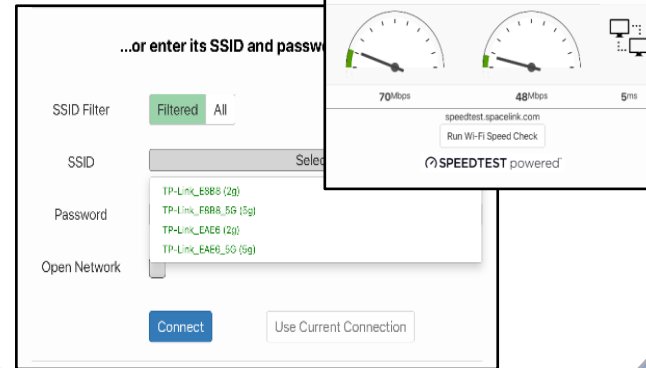 ...or enter its SSID and passw
SSID Filter Filtered All
SSID Selec
TP-Link_E8B8 (2g)
TP-Link_E8B8_5G (5g)
TP-Link_EAE6 (2g)
TP-Link_EAE6_5G (5g)
Password
Open Network
Connect Use Current Connection
70Mbps 48Mbps 5ms
speedtest.spacelink.com
Run Wi-Fi Speed Check
SPEEDTEST powered